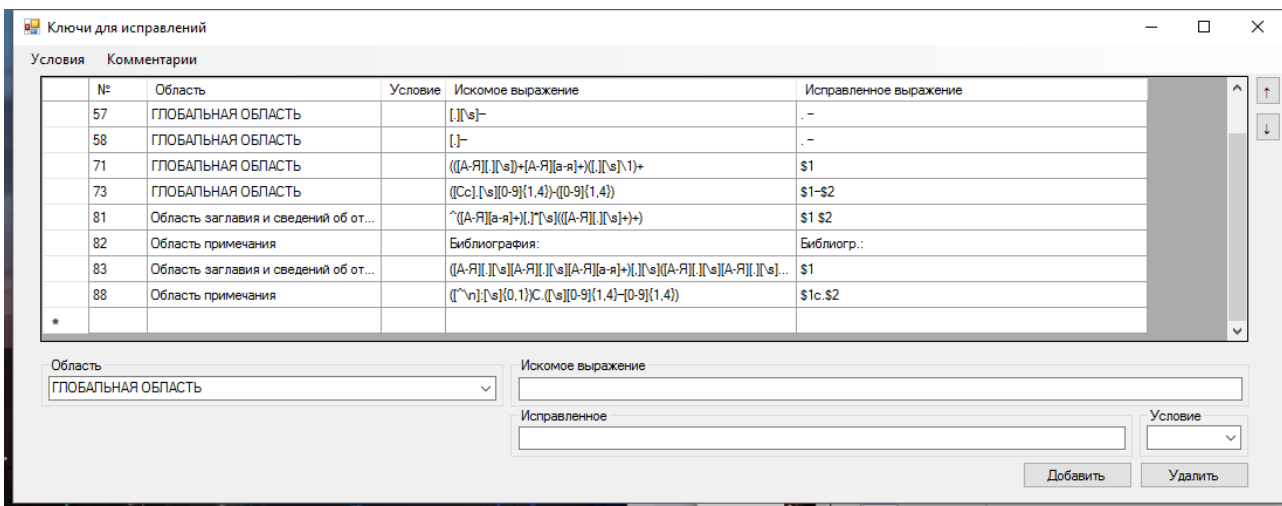 Ключи для исправлений
Условия Комментарии
№ Область Условие Искомое выражение Исправленное выражение
57 ГЛОБАЛЬНАЯ ОБЛАСТЬ [.][\s]– . –
58 ГЛОБАЛЬНАЯ ОБЛАСТЬ [.]– . –
71 ГЛОБАЛЬНАЯ ОБЛАСТЬ (([А-Я][.][\s])+[А-Я][а-я]+)([,][\s]\1)+ $1
73 ГЛОБАЛЬНАЯ ОБЛАСТЬ ([Сс].[\s][0-9]{1,4})-([0-9]{1,4}) $1–$2
81 Область заглавия и сведений об от... ^([А-Я][а-я]+)[,]*[\s](([А-Я][.][\s]+)+) $1 $2
82 Область примечания Библиография: Библиогр.:
83 Область заглавия и сведений об от... ([А-Я][.][\s][А-Я][.][\s][А-Я][а-я]+)[,][\s]([А-Я][.][\s][А-Я][.][\s]... $1
88 Область примечания ([^\n]:[\s]{0,1})С.([\s][0-9]{1,4}–[0-9]{1,4}) $1с.$2
*
Область
ГЛОБАЛЬНАЯ ОБЛАСТЬ
Искомое выражение
Исправленное
Условие
Добавить Удалить